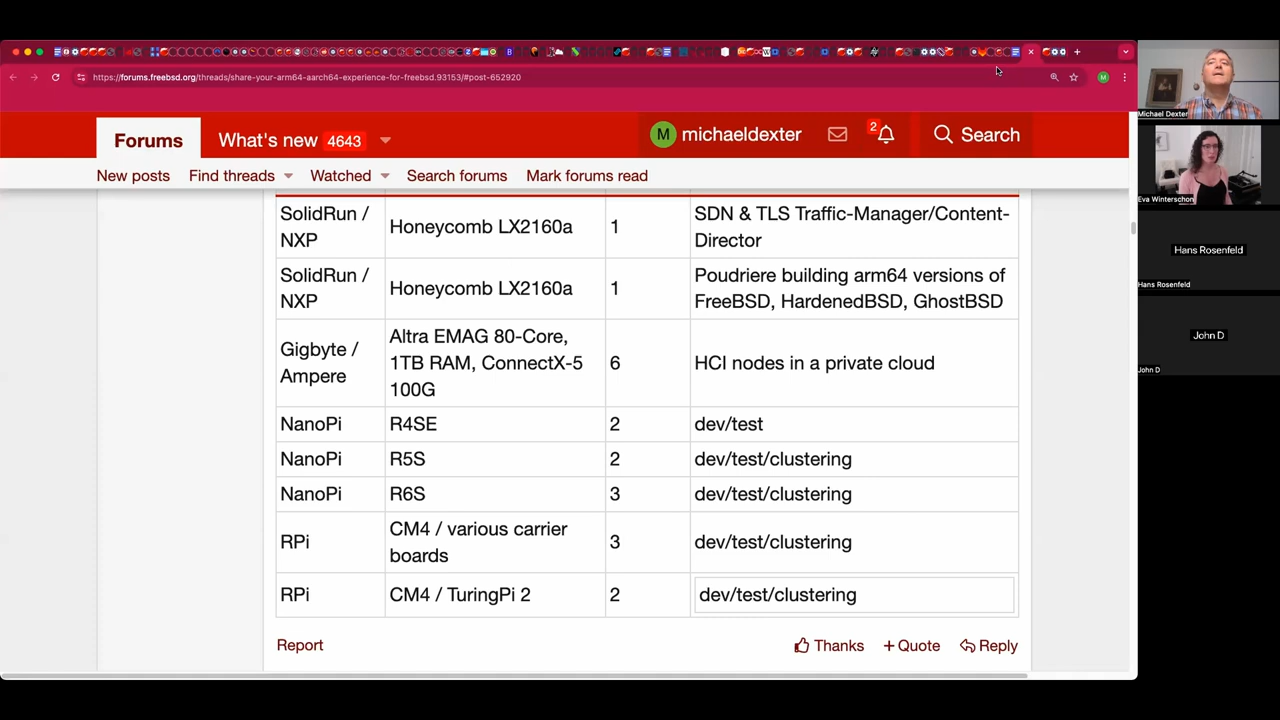 https://forums.freebsd.org/threads/share-your-arm64-aarch64-experience-for-freebsd.93153/#post-652920
M
Forums
What's new 4643
M michaeldexter
2
Search
New posts
Find threads
Watched
Search forums
Mark forums read
SolidRun / NXP
Honeycomb LX2160a
1
SDN & TLS Traffic-Manager/Content-Director
SolidRun / NXP
Honeycomb LX2160a
1
Poudriere building arm64 versions of FreeBSD, HardenedBSD, GhostBSD
Gigbyte / Ampere
Altra EMAG 80-Core, 1TB RAM, ConnectX-5 100G
6
HCI nodes in a private cloud
NanoPi
R4SE
2
dev/test
NanoPi
R5S
2
dev/test/clustering
NanoPi
R6S
3
dev/test/clustering
RPi
CM4 / various carrier boards
3
dev/test/clustering
RPi
CM4 / TuringPi 2
2
dev/test/clustering
Report
Thanks
+ Quote
Reply
Michael Dexter
Eva Winterschon
Hans Rosenfeld
Hans Rosenfeld
John D
John D